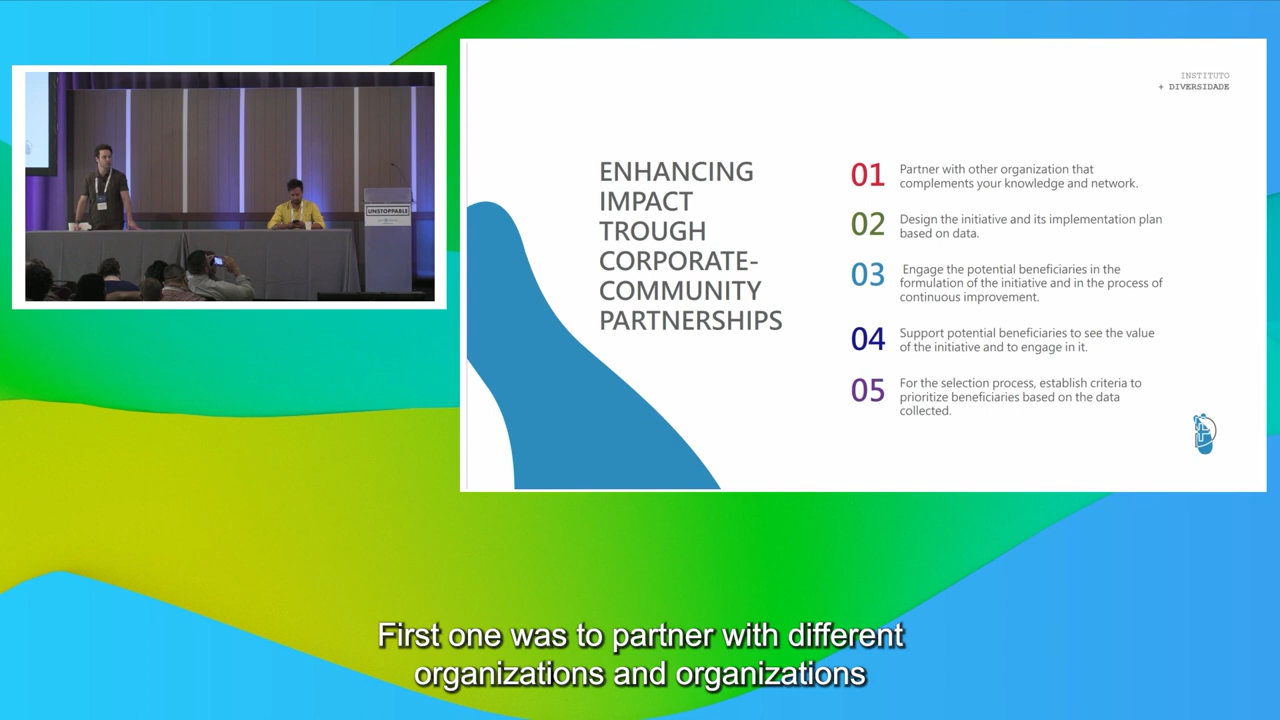 UNSTOPPABLE
INSTITUTO
+ DIVERSIDADE
ENHANCING
IMPACT
TROUGH
CORPORATE-
COMMUNITY
PARTNERSHIPS
01
Partner with other organization that
complements your knowledge and network.
02
Design the initiative and its implementation plan
based on data.
03
Engage the potential beneficiaries in the
formulation of the initiative and in the process of
continuous improvement.
04
Support potential beneficiaries to see the value
of the initiative and to engage in it.
05
For the selection process, establish criteria to
prioritize beneficiaries based on the data
collected.
First one was to partner with different
organizations and organizations